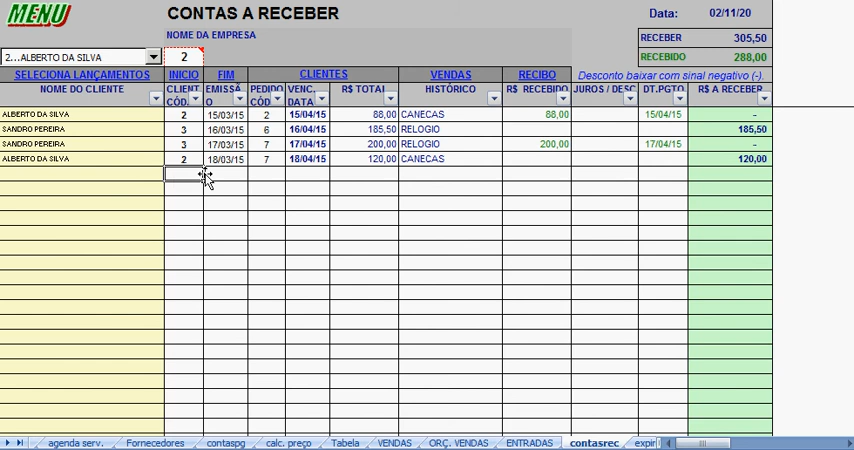 MENU
CONTAS A RECEBER
Data: 02/11/20
NOME DA EMPRESA
RECEBER 305,50
2...ALBERTO DA SILVA 2
RECEBIDO 288,00
SELECIONA LANÇAMENTOS INICIO FIM CLIENTES VENDAS RECIBO Desconto baixar com sinal negativo (-).
NOME DO CLIENTE CLIENT CÓD. EMISSÃ O PEDIDO CÓD VENC. DATA R$ TOTAL HISTÓRICO R$ RECEBIDO JUROS / DESC DT.PGTO R$ A RECEBER
ALBERTO DA SILVA 2 15/03/15 2 15/04/15 88,00 CANECAS 88,00 15/04/15 -
SANDRO PEREIRA 3 16/03/15 6 16/04/15 185,50 RELOGIO 185,50
SANDRO PEREIRA 3 17/03/15 7 17/04/15 200,00 RELOGIO 200,00 17/04/15 -
ALBERTO DA SILVA 2 18/03/15 7 18/04/15 120,00 CANECAS 120,00
agenda serv. Fornecedores contaspg calc. preço Tabela VENDAS ORÇ. VENDAS ENTRADAS contasrec expir